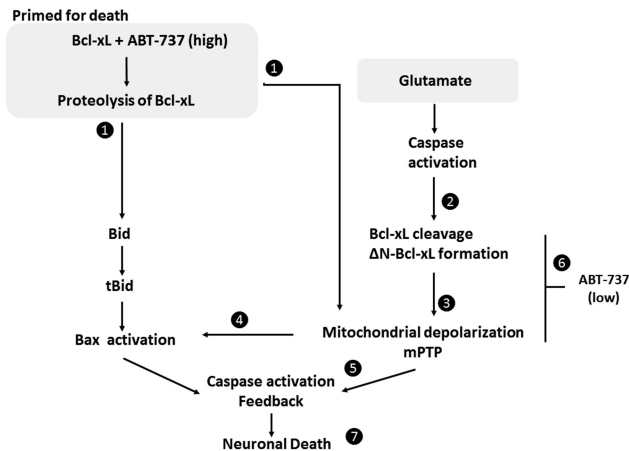 Primed for death
Bcl-xL + ABT-737 (high)
Proteolysis of Bcl-xL
1
1
Glutamate
Caspase
activation
2
Bid
Bcl-xL cleavage
ΔN-Bcl-xL formation
6
ABT-737
(low)
tBid
3
4
Bax activation
Mitochondrial depolarization
mPTP
5
Caspase activation
Feedback
Neuronal Death
7